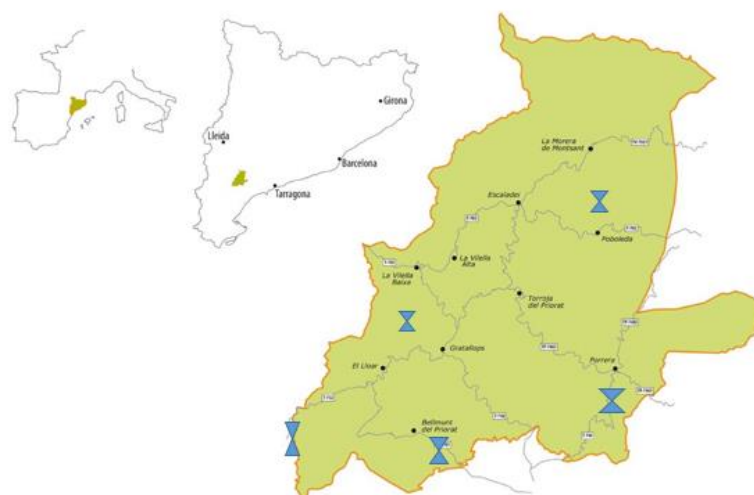 Girona
Lleida
Barcelona
Tarragona
La Morera
de Montsant
Escaladei
Poboleda
La Vilella
Alta
La Vilella
Baixa
Torroja
del Priorat
Gratallops
El Lloar
Porrera
Bellmunt
del Priorat